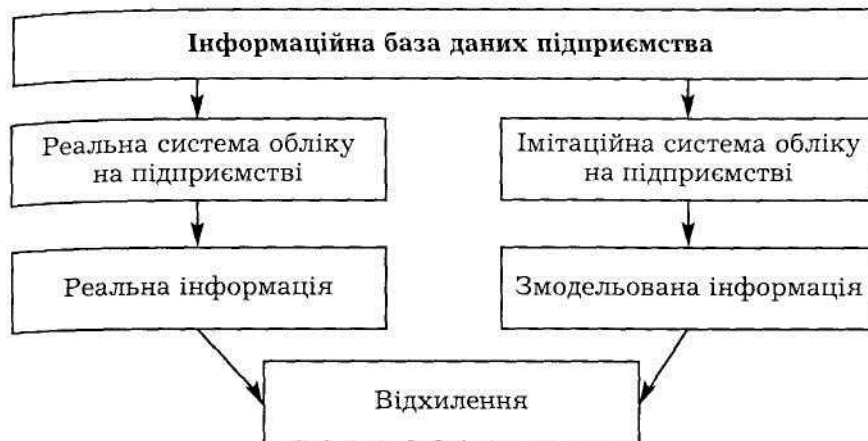 Інформаційна база даних підприємства
Реальна система обліку
на підприємстві
Імітаційна система обліку
на підприємстві
Реальна інформація
Змодельована інформація
Відхилення